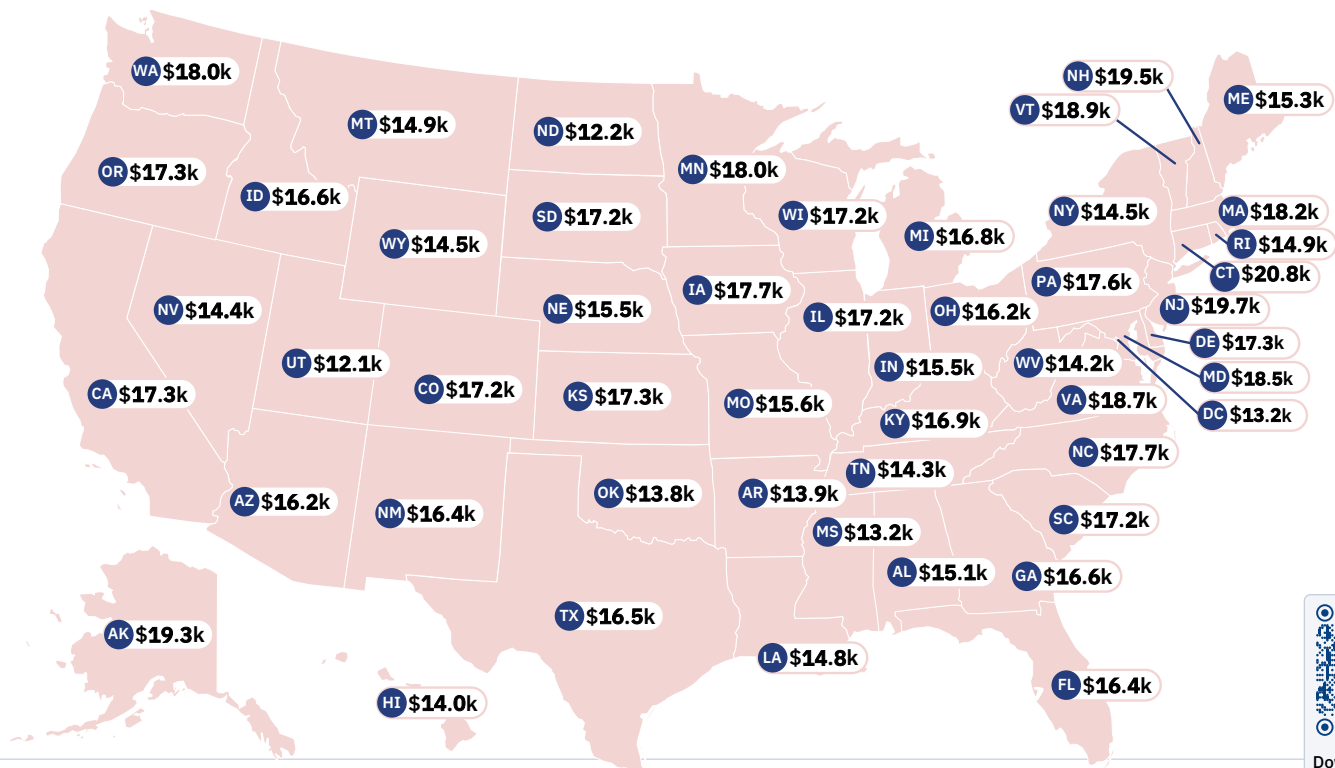 WA $18.0k
NH $19.5k
ME $15.3k
VT $18.9k
MT $14.9k
ND $12.2k
MN $18.0k
OR $17.3k
ID $16.6k
SD $17.2k
WI $17.2k
NY $14.5k
MA $18.2k
WY $14.5k
MI $16.8k
RI $14.9k
CT $20.8k
PA $17.6k
IA $17.7k
NV $14.4k
NE $15.5k
IL $17.2k
OH $16.2k
NJ $19.7k
DE $17.3k
UT $12.1k
IN $15.5k
WV $14.2k
MD $18.5k
CA $17.3k
CO $17.2k
KS $17.3k
MO $15.6k
VA $18.7k
DC $13.2k
KY $16.9k
NC $17.7k
TN $14.3k
AZ $16.2k
NM $16.4k
OK $13.8k
AR $13.9k
MS $13.2k
SC $17.2k
AL $15.1k
GA $16.6k
TX $16.5k
AK $19.3k
LA $14.8k
FL $16.4k
HI $14.0k